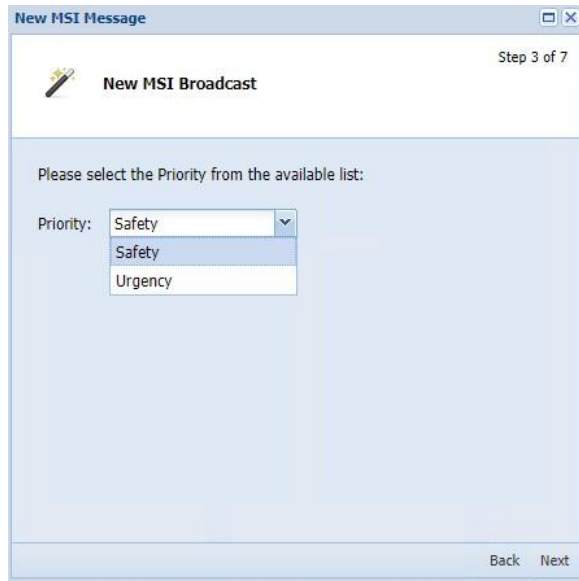 New MSI Message
Step 3 of 7
New MSI Broadcast
Please select the Priority from the available list:
Priority: Safety
Safety
Urgency
Back Next